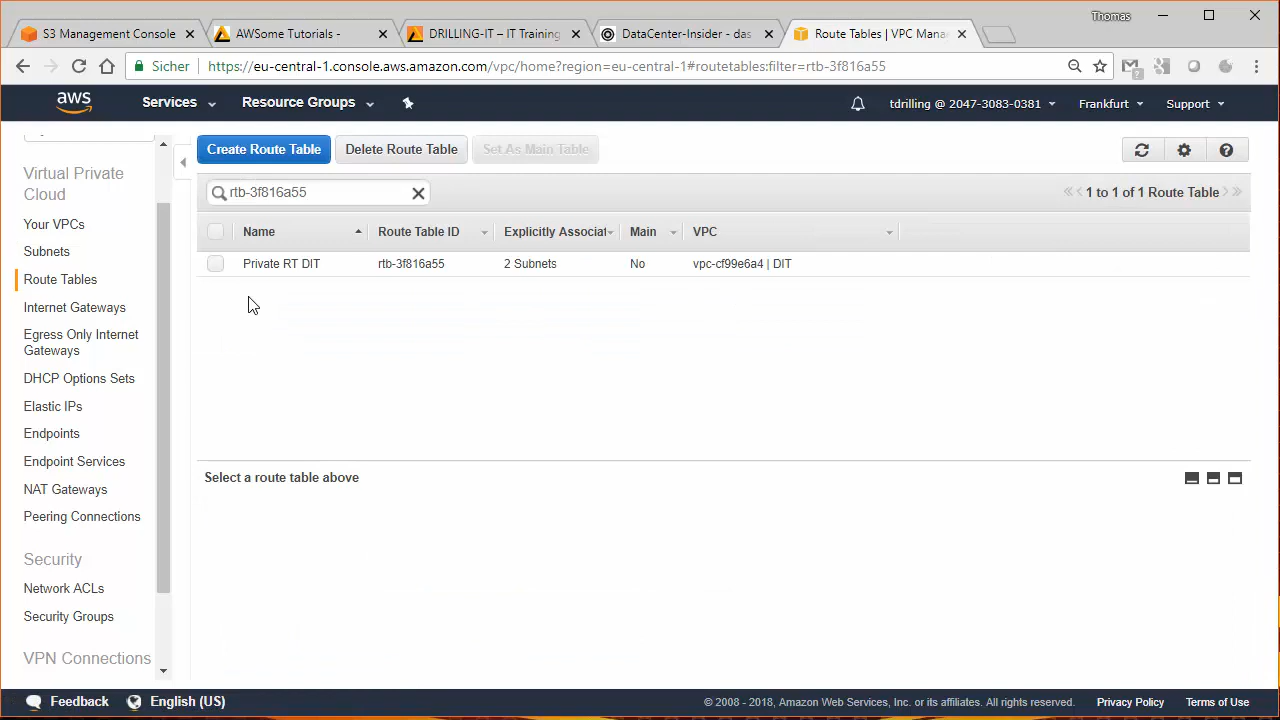 Thomas
S3 Management Console
AWSome Tutorials -
DRILLING-IT – IT Training
DataCenter-Insider - das
Route Tables | VPC Mana
Sicher
https://eu-central-1.console.aws.amazon.com/vpc/home?region=eu-central-1#routetables:filter=rtb-3f816a55
aws
Services
Resource Groups
tdrilling @ 2047-3083-0381
Frankfurt
Support
Virtual Private
Cloud
Your VPCs
Subnets
Route Tables
Internet Gateways
Egress Only Internet
Gateways
DHCP Options Sets
Elastic IPs
Endpoints
Endpoint Services
NAT Gateways
Peering Connections
Security
Network ACLs
Security Groups
VPN Connections
Create Route Table
Delete Route Table
Set As Main Table
rtb-3f816a55
1 to 1 of 1 Route Table
Name
Route Table ID
Explicitly Associat
Main
VPC
Private RT DIT
rtb-3f816a55
2 Subnets
No
vpc-cf99e6a4 | DIT
Select a route table above
Feedback
English (US)
© 2008 - 2018, Amazon Web Services, Inc. or its affiliates. All rights reserved.
Privacy Policy
Terms of Use